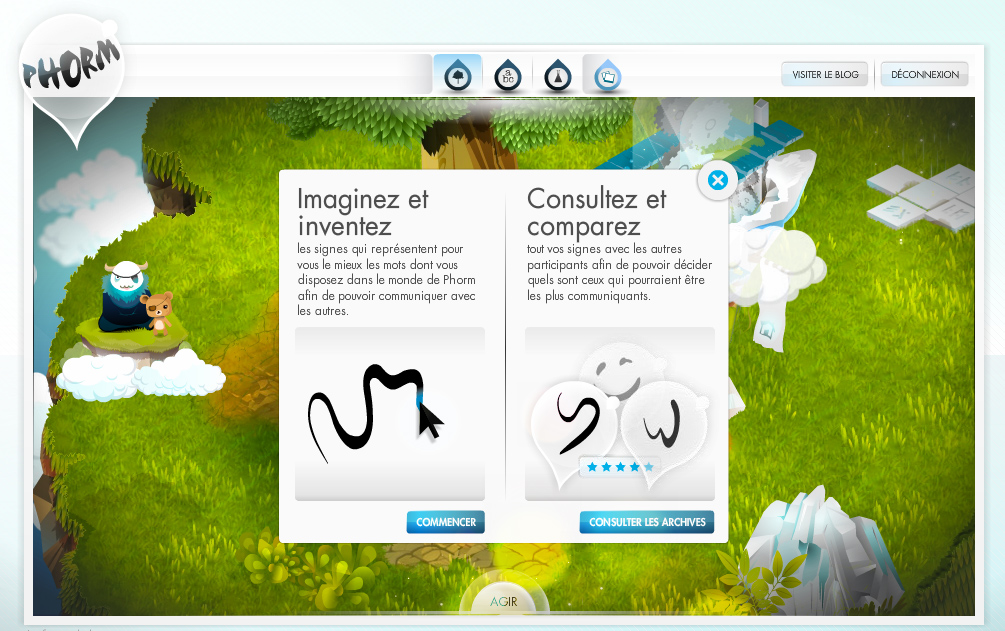 PHORM
a
bc
VISITER LE BLOG
DÉCONNEXION
Imaginez et
inventez
les signes qui représentent pour
vous le mieux les mots dont vous
disposez dans le monde de Phorm
afin de pouvoir communiquer avec
les autres.
COMMENCER
Consultez et
comparez
tout vos signes avec les autres
participants afin de pouvoir décider
quels sont ceux qui pourraient être
les plus communiquants.
CONSULTER LES ARCHIVES
AGIR